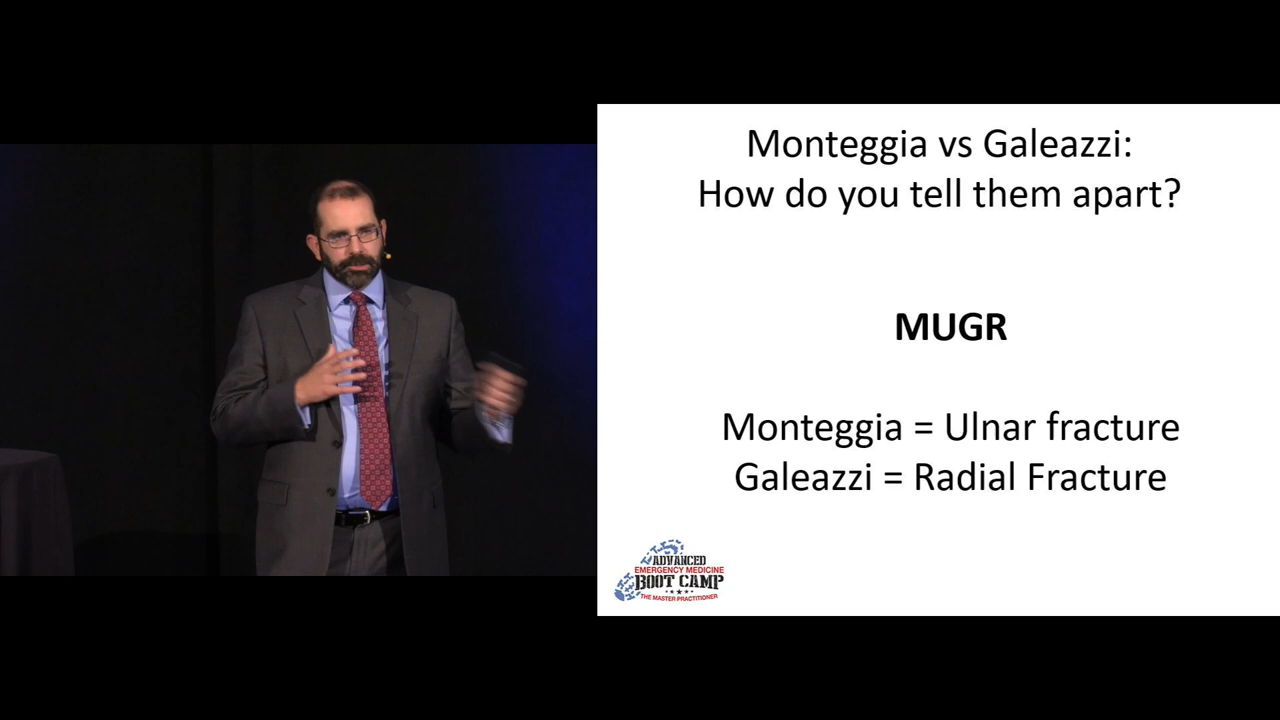 Monteggia vs Galeazzi:
How do you tell them apart?
MUGR
Monteggia = Ulnar fracture
Galeazzi = Radial Fracture
ADVANCED
EMERGENCY MEDICINE
BOOT CAMP
THE MASTER PRACTITIONER